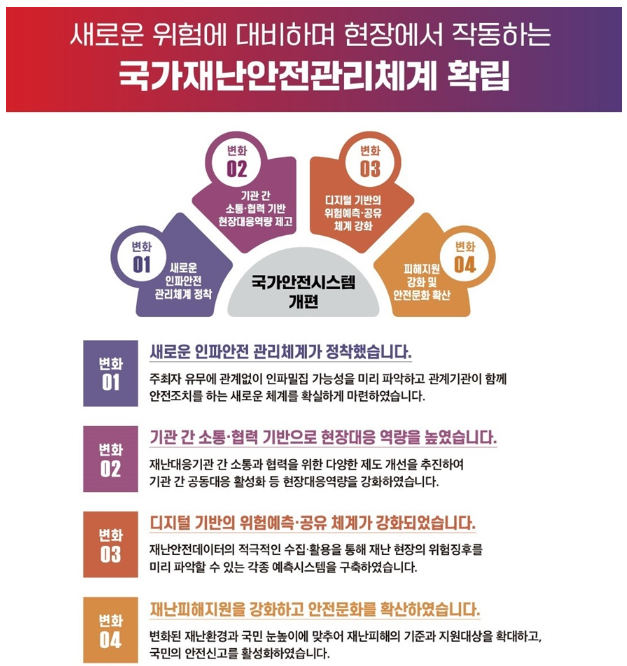 새로운 위험에 대비하며 현장에서 작동하는
국가재난안전관리체계 확립
변화
01
새로운
인파안전
관리체계 정착
변화
02
기관 간
소통·협력 기반
현장대응역량 제고
변화
03
디지털 기반의
위험예측·공유
체계 강화
변화
04
피해지원
강화 및
안전문화 확산
국가안전시스템
개편
변화
01
새로운 인파안전 관리체계가 정착했습니다.
주최자 유무에 관계없이 인파밀집 가능성을 미리 파악하고 관계기관이 함께
안전조치를 하는 새로운 체계를 확실하게 마련하였습니다.
변화
02
기관 간 소통·협력 기반으로 현장대응 역량을 높였습니다.
재난대응기관 간 소통과 협력을 위한 다양한 제도 개선을 추진하여
기관 간 공동대응 활성화 등 현장대응역량을 강화하였습니다.
변화
03
디지털 기반의 위험예측·공유 체계가 강화되었습니다.
재난안전데이터의 적극적인 수집·활용을 통해 재난 현장의 위험징후를
미리 파악할 수 있는 각종 예측시스템을 구축하였습니다.
변화
04
재난피해지원을 강화하고 안전문화를 확산하였습니다.
변화된 재난환경과 국민 눈높이에 맞추어 재난피해의 기준과 지원대상을 확대하고,
국민의 안전신고를 활성화하였습니다.